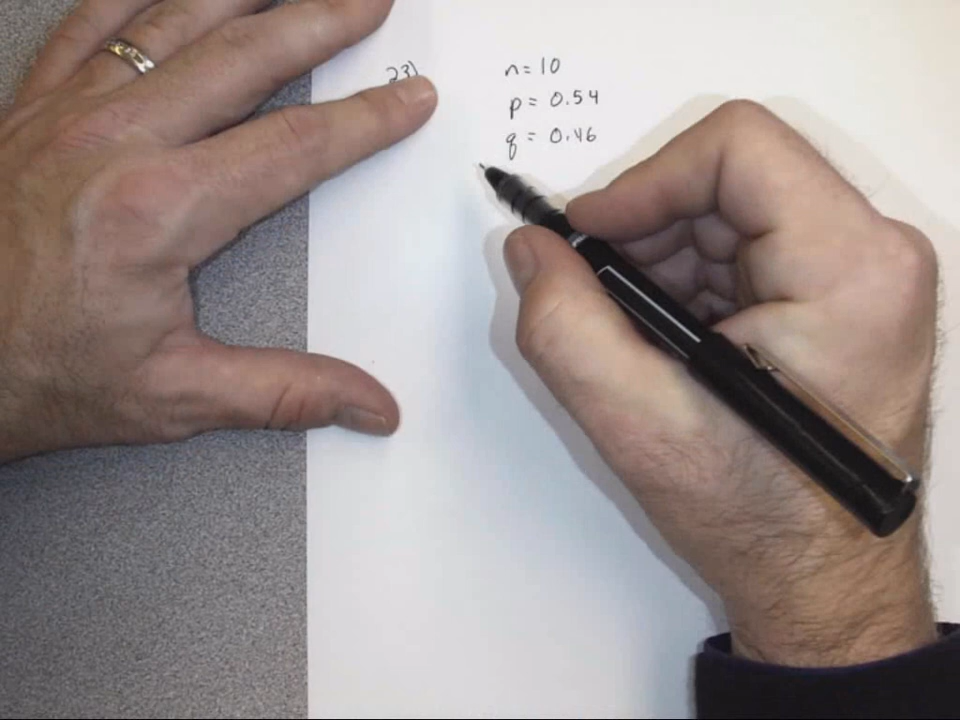 23)
n = 10
p = 0.54
q = 0.46